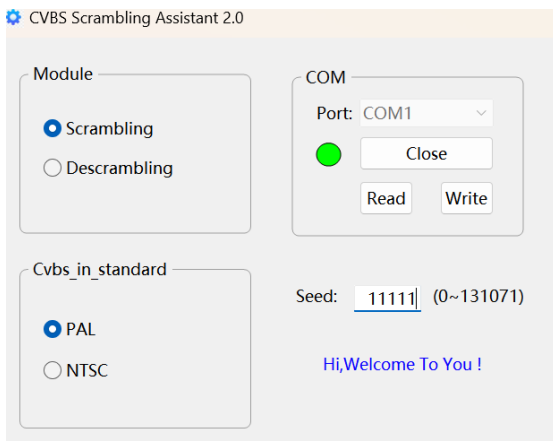 CVBS Scrambling Assistant 2.0
Module
Scrambling
Descrambling
COM
Port: COM1
Close
Read Write
Cvbs_in_standard
PAL
NTSC
Seed: 11111 (0~131071)
Hi,Welcome To You !